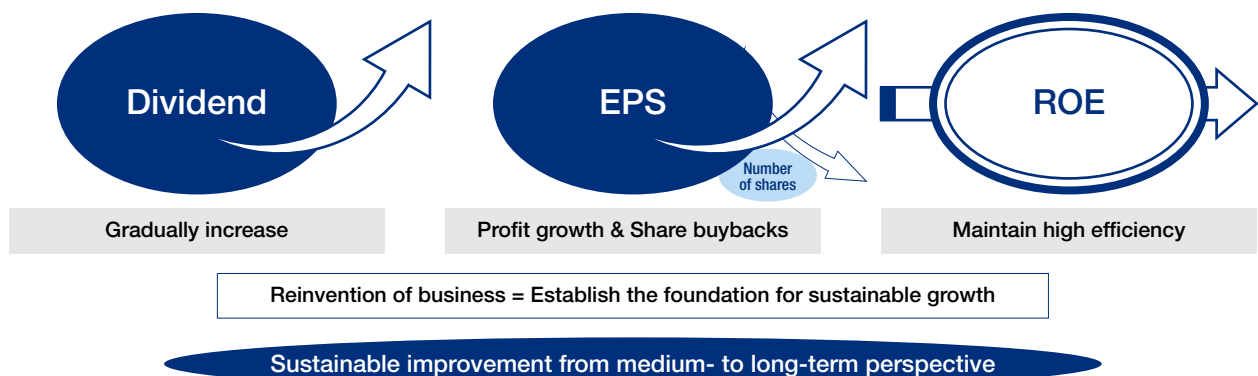 Dividend
EPS
ROE
Number
of shares
Gradually increase
Profit growth & Share buybacks
Maintain high efficiency
Reinvention of business = Establish the foundation for sustainable growth
Sustainable improvement from medium- to long-term perspective